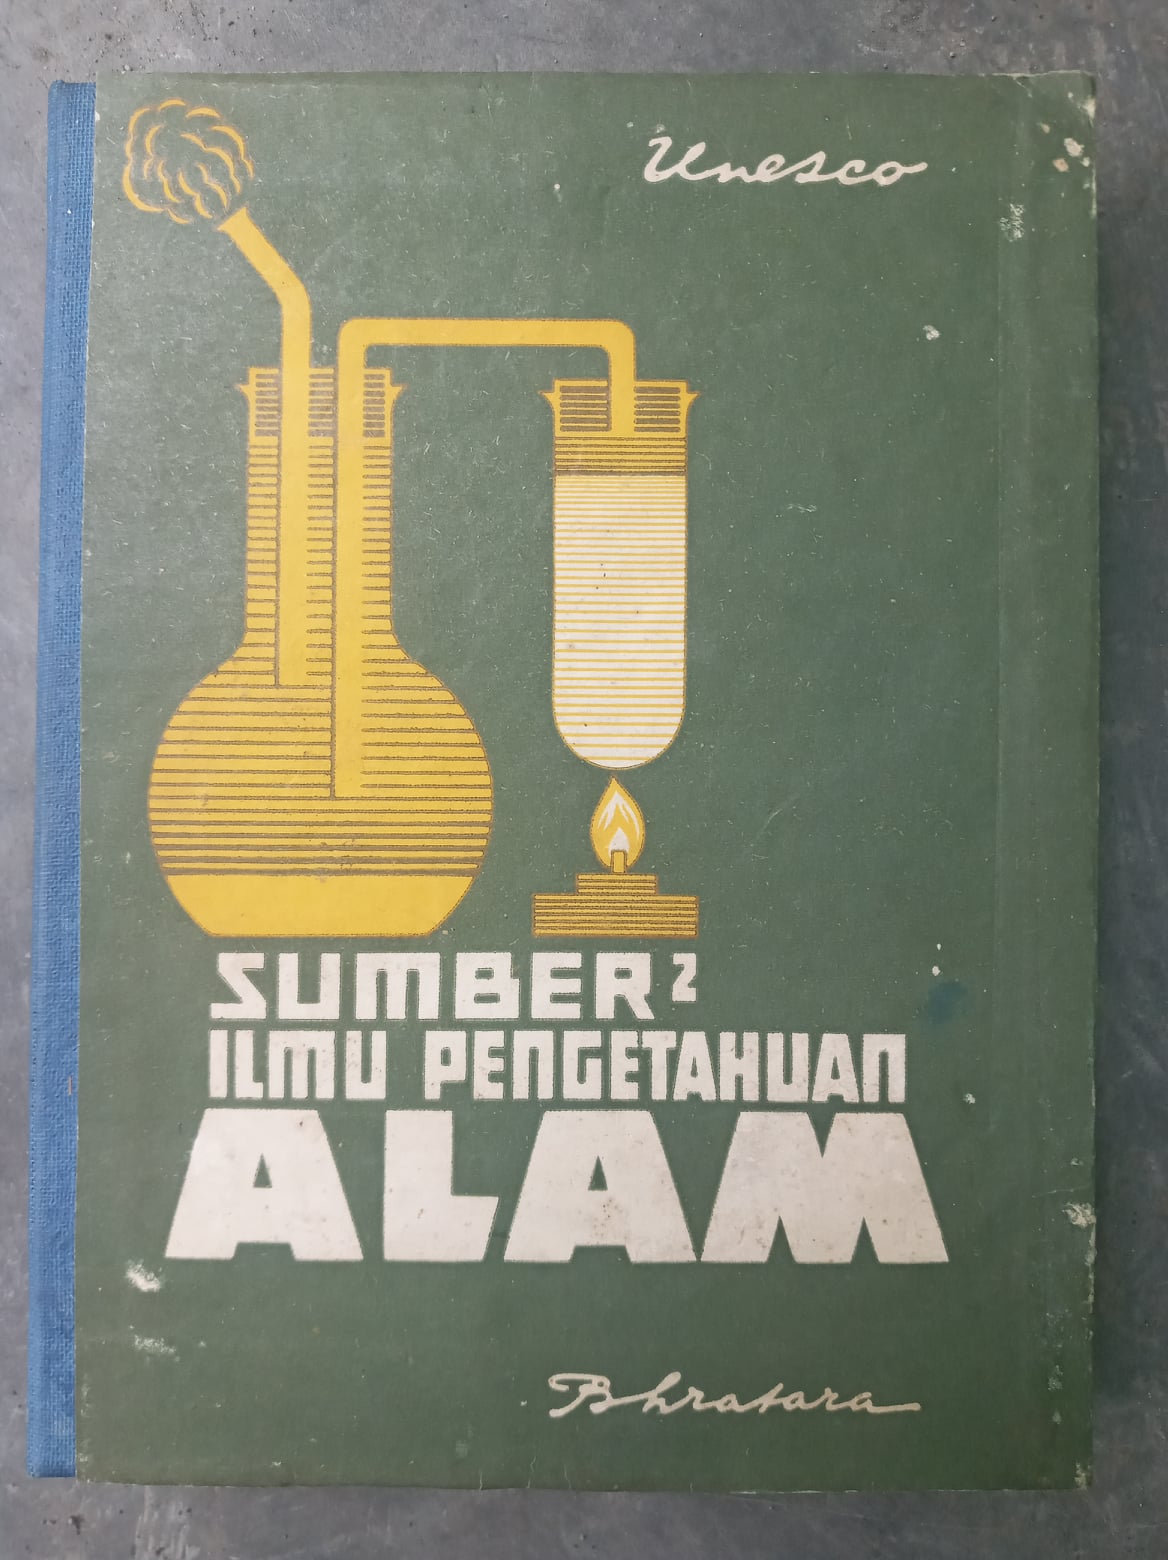 Unesco
SUMBER2
ILMU PENGETAHUAN
ALAM
Bhratara